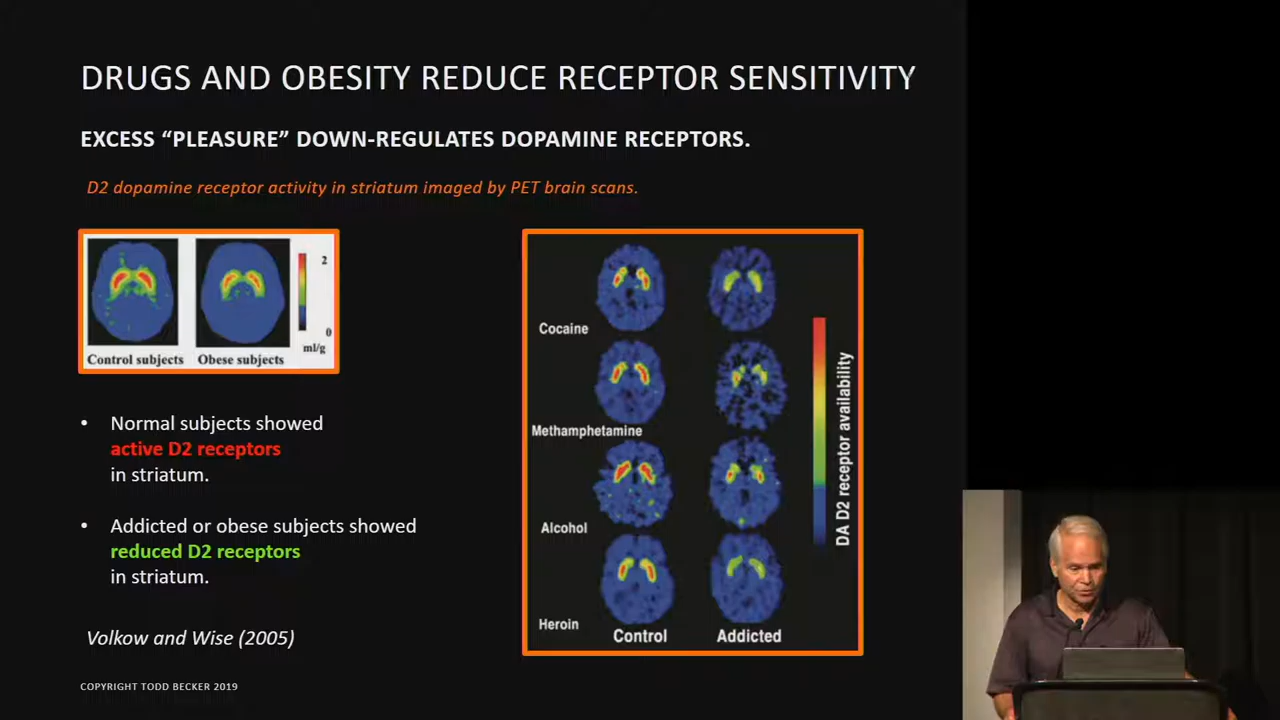 DRUGS AND OBESITY REDUCE RECEPTOR SENSITIVITY
EXCESS “PLEASURE” DOWN-REGULATES DOPAMINE RECEPTORS.
D2 dopamine receptor activity in striatum imaged by PET brain scans.
2
0
ml/g
Control subjects
Obese subjects
• Normal subjects showed
active D2 receptors
in striatum.
• Addicted or obese subjects showed
reduced D2 receptors
in striatum.
Volkow and Wise (2005)
COPYRIGHT TODD BECKER 2019
Cocaine
Methamphetamine
Alcohol
Heroin
Control
Addicted
DA D2 receptor availability